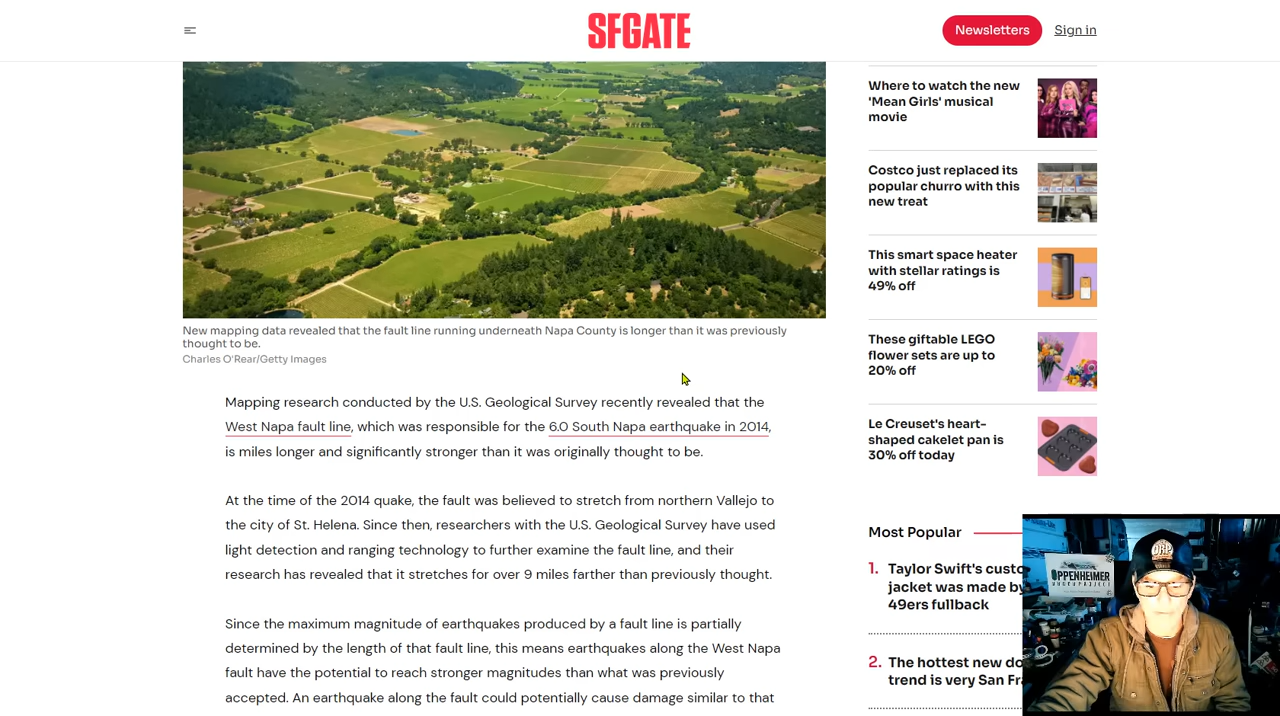 SFGATE
Newsletters
Sign in
New mapping data revealed that the fault line running underneath Napa County is longer than it was previously
thought to be.
Charles O'Rear/Getty Images
Mapping research conducted by the U.S. Geological Survey recently revealed that the
West Napa fault line, which was responsible for the 6.0 South Napa earthquake in 2014,
is miles longer and significantly stronger than it was originally thought to be.
At the time of the 2014 quake, the fault was believed to stretch from northern Vallejo to
the city of St. Helena. Since then, researchers with the U.S. Geological Survey have used
light detection and ranging technology to further examine the fault line, and their
research has revealed that it stretches for over 9 miles farther than previously thought.
Since the maximum magnitude of earthquakes produced by a fault line is partially
determined by the length of that fault line, this means earthquakes along the West Napa
fault have the potential to reach stronger magnitudes than what was previously
accepted. An earthquake along the fault could potentially cause damage similar to that
Where to watch the new
'Mean Girls' musical
movie
Costco just replaced its
popular churro with this
new treat
This smart space heater
with stellar ratings is
49% off
These giftable LEGO
flower sets are up to
20% off
Le Creuset's heart-
shaped cakelet pan is
30% off today
Most Popular
1. Taylor Swift's custo
jacket was made by
49ers fullback
2. The hottest new do
trend is very San Fr
ORP
OPPENHEIMER